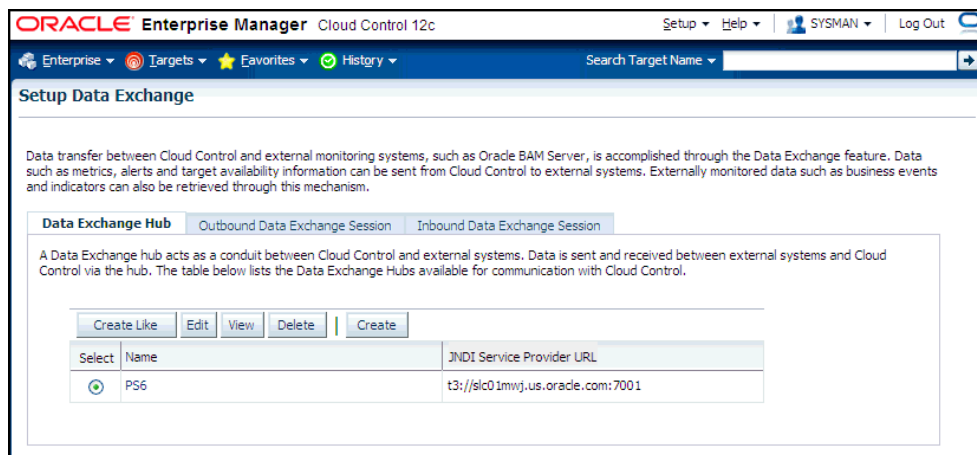 ORACLE Enterprise Manager Cloud Control 12c
Setup Help SYSMAN Log Out
Enterprise Targets Favorites History Search Target Name
Setup Data Exchange
Data transfer between Cloud Control and external monitoring systems, such as Oracle BAM Server, is accomplished through the Data Exchange feature. Data
such as metrics, alerts and target availability information can be sent from Cloud Control to external systems. Externally monitored data such as business events
and indicators can also be retrieved through this mechanism.
Data Exchange Hub Outbound Data Exchange Session Inbound Data Exchange Session
A Data Exchange hub acts as a conduit between Cloud Control and external systems. Data is sent and received between external systems and Cloud
Control via the hub. The table below lists the Data Exchange Hubs available for communication with Cloud Control.
Create Like Edit View Delete | Create
Select Name JNDI Service Provider URL
PS6 t3://slc01mwj.us.oracle.com:7001